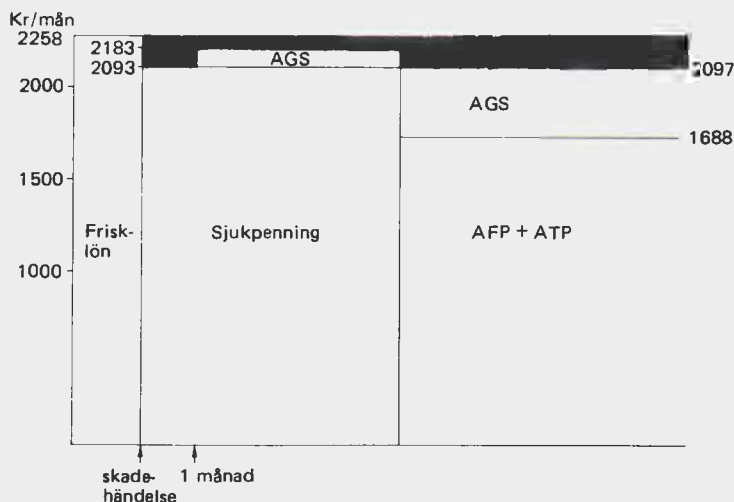 Kr/mån
2258
2183
2093
AGS
2097
2000
AGS
1688
1500
Frisk-
lön
Sjukpenning
AFP + ATP
1000
skade-
händelse
1 månad